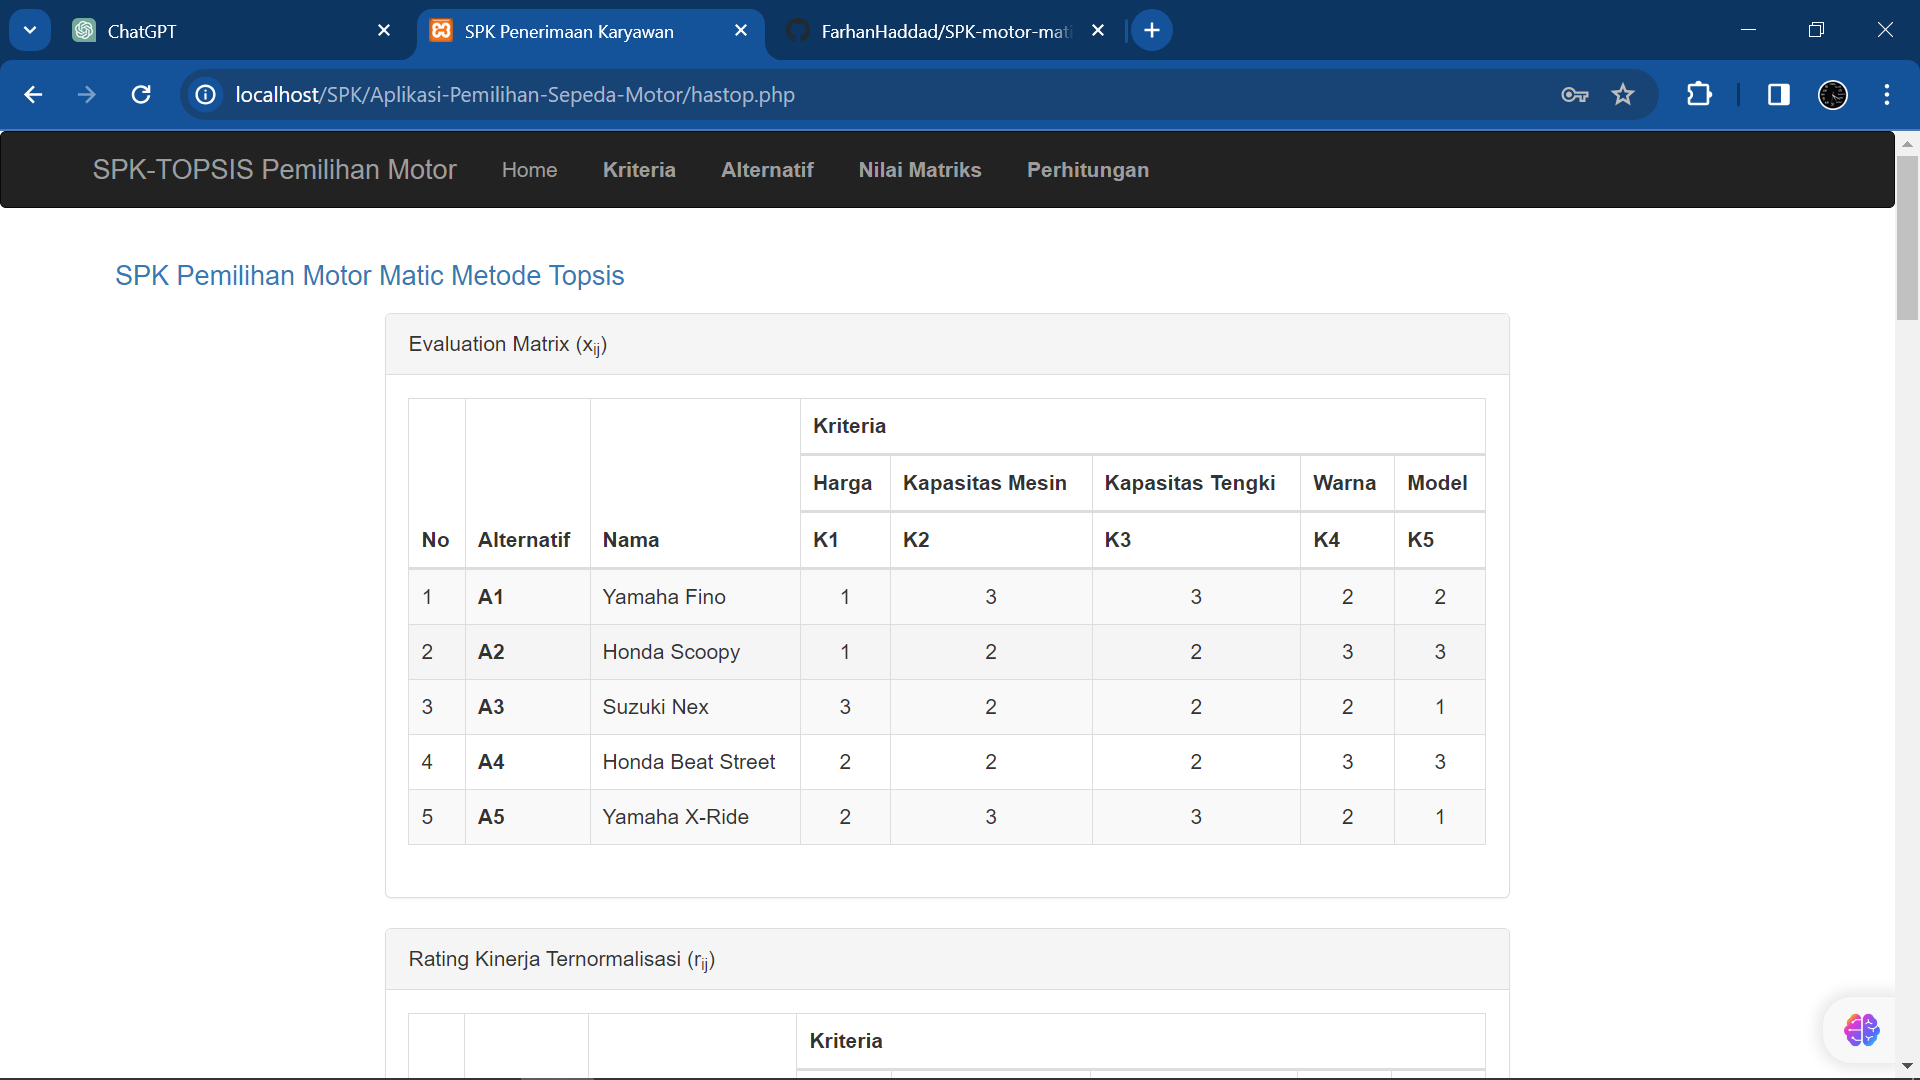 ChatGPT
SPK Penerimaan Karyawan
FarhanHaddad/SPK-motor-mati
localhost/SPK/Aplikasi-Pemilihan-Sepeda-Motor/hastop.php
SPK-TOPSIS Pemilihan Motor Home Kriteria Alternatif Nilai Matriks Perhitungan
SPK Pemilihan Motor Matic Metode Topsis
Evaluation Matrix (xij)
Kriteria
Harga Kapasitas Mesin Kapasitas Tengki Warna Model
No Alternatif Nama K1 K2 K3 K4 K5
1 A1 Yamaha Fino 1 3 3 2 2
2 A2 Honda Scoopy 1 2 2 3 3
3 A3 Suzuki Nex 3 2 2 2 1
4 A4 Honda Beat Street 2 2 2 3 3
5 A5 Yamaha X-Ride 2 3 3 2 1
Rating Kinerja Ternormalisasi (rij)
Kriteria